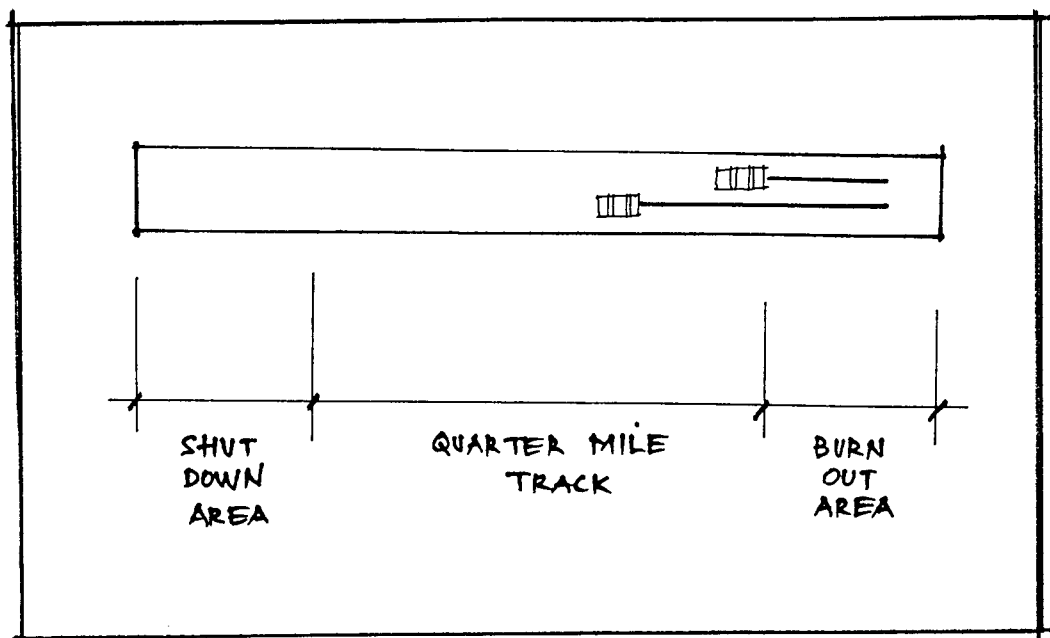 SHUT
DOWN
AREA
QUARTER MILE
TRACK
BURN
OUT
AREA